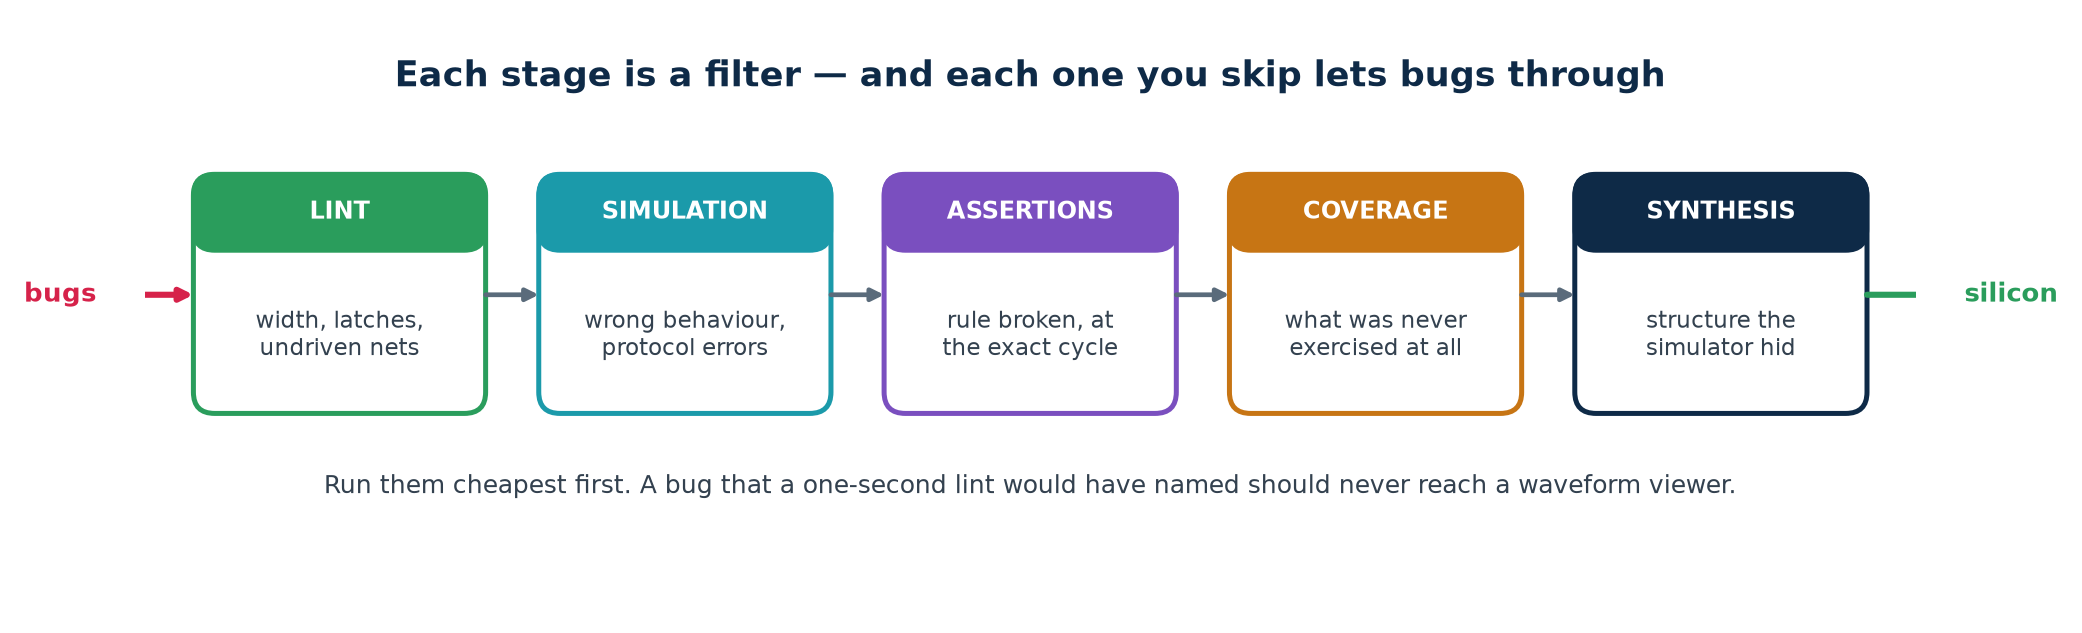 Each stage is a filter — and each one you skip lets bugs through
LINT
SIMULATION
ASSERTIONS
COVERAGE
SYNTHESIS
bugs
width, latches,
undriven nets
wrong behaviour,
protocol errors
rule broken, at
the exact cycle
what was never
exercised at all
structure the
simulator hid
silicon
Run them cheapest first. A bug that a one-second lint would have named should never reach a waveform viewer.